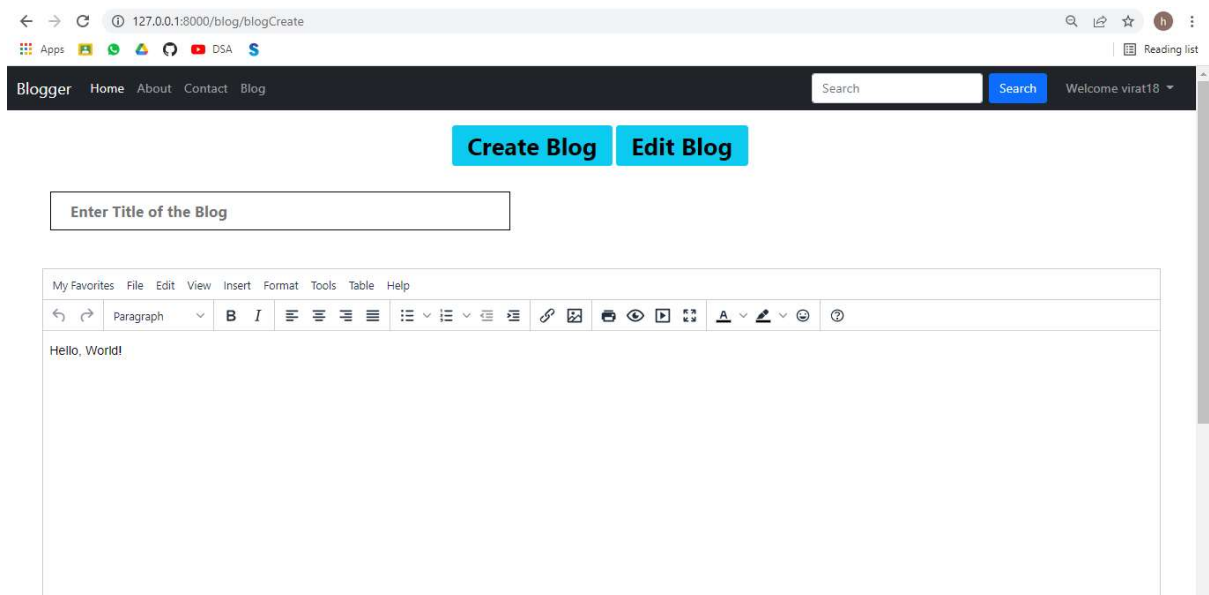 127.0.0.1:8000/blog/blogCreate
h
Apps DSA S Reading list
Blogger Home About Contact Blog Search Search Welcome virat18
Create Blog Edit Blog
Enter Title of the Blog
My Favorites File Edit View Insert Format Tools Table Help
Paragraph B I A
Hello, World!